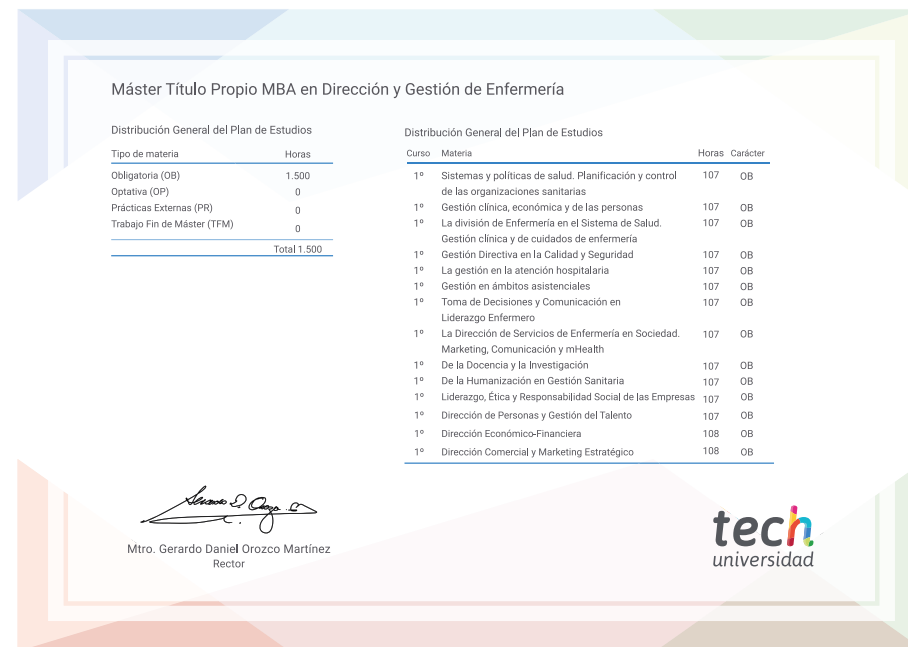 Máster Título Propio MBA en Dirección y Gestión de Enfermería
Distribución General del Plan de Estudios
Tipo de materia Horas
Obligatoria (OB) 1.500
Optativa (OP) 0
Prácticas Externas (PR) 0
Trabajo Fin de Máster (TFM) 0
Total 1.500
Distribución General del Plan de Estudios
Curso Materia Horas Carácter
1º Sistemas y políticas de salud. Planificación y control 107 OB
de las organizaciones sanitarias
1º Gestión clínica, económica y de las personas 107 OB
1º La división de Enfermería en el Sistema de Salud. 107 OB
Gestión clínica y de cuidados de enfermería
1º Gestión Directiva en la Calidad y Seguridad 107 OB
1º La gestión en la atención hospitalaria 107 OB
1º Gestión en ámbitos asistenciales 107 OB
1º Toma de Decisiones y Comunicación en 107 OB
Liderazgo Enfermero
1º La Dirección de Servicios de Enfermería en Sociedad. 107 OB
Marketing, Comunicación y mHealth
1º De la Docencia y la Investigación 107 OB
1º De la Humanización en Gestión Sanitaria 107 OB
1º Liderazgo, Ética y Responsabilidad Social de las Empresas 107 OB
1º Dirección de Personas y Gestión del Talento 107 OB
1º Dirección Económico-Financiera 108 OB
1º Dirección Comercial y Marketing Estratégico 108 OB
Mtro. Gerardo Daniel Orozco Martínez
Rector
tech
universidad